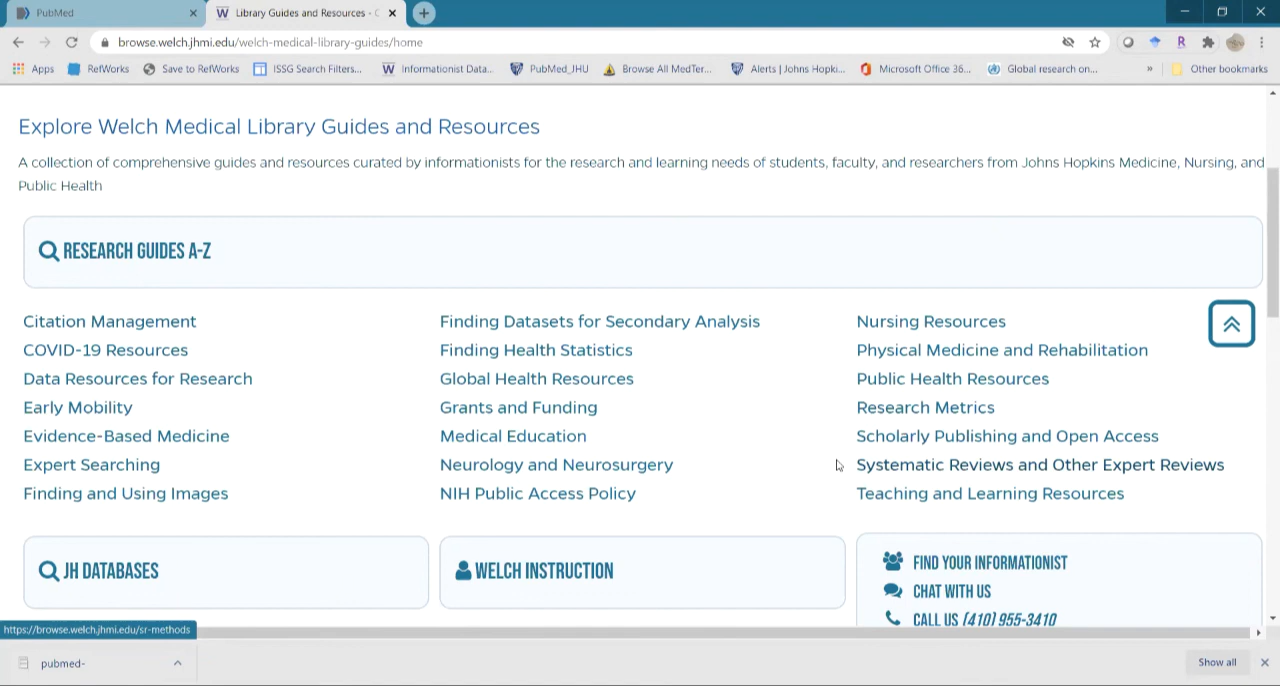 PubMed
Library Guides and Resources - C
browse.welch.jhmi.edu/welch-medical-library-guides/home
Apps RefWorks Save to RefWorks ISSG Search Filters... Informationist Data... PubMed_JHU Browse All MedTer... Alerts | Johns Hopki... Microsoft Office 36... Global research on... » Other bookmarks
Explore Welch Medical Library Guides and Resources
A collection of comprehensive guides and resources curated by informationists for the research and learning needs of students, faculty, and researchers from Johns Hopkins Medicine, Nursing, and
Public Health
RESEARCH GUIDES A-Z
Citation Management
COVID-19 Resources
Data Resources for Research
Early Mobility
Evidence-Based Medicine
Expert Searching
Finding and Using Images
Finding Datasets for Secondary Analysis
Finding Health Statistics
Global Health Resources
Grants and Funding
Medical Education
Neurology and Neurosurgery
NIH Public Access Policy
Nursing Resources
Physical Medicine and Rehabilitation
Public Health Resources
Research Metrics
Scholarly Publishing and Open Access
Systematic Reviews and Other Expert Reviews
Teaching and Learning Resources
JH DATABASES
WELCH INSTRUCTION
FIND YOUR INFORMATIONIST
CHAT WITH US
CALL US (410) 955-3410
https://browse.welch.jhmi.edu/sr-methods
pubmed-
Show all